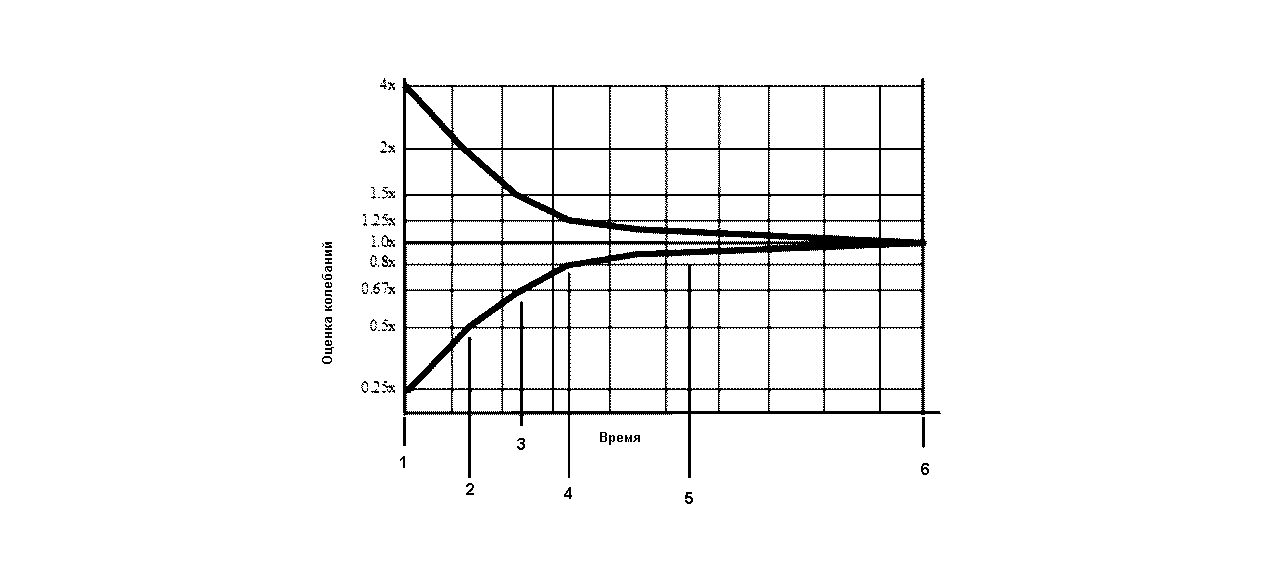 4x
2x
1.5x
1.25x
1.0x
0.8x
0.67x
0.5x
0.25x
Оценка колебаний
Время
1
2
3
4
5
6